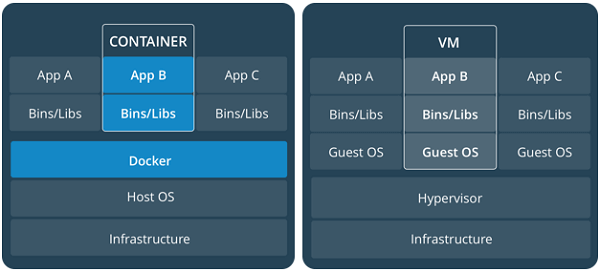 CONTAINER
App A App B App C
Bins/Libs Bins/Libs Bins/Libs
Docker
Host OS
Infrastructure
VM
App A App B App C
Bins/Libs Bins/Libs Bins/Libs
Guest OS Guest OS Guest OS
Hypervisor
Infrastructure